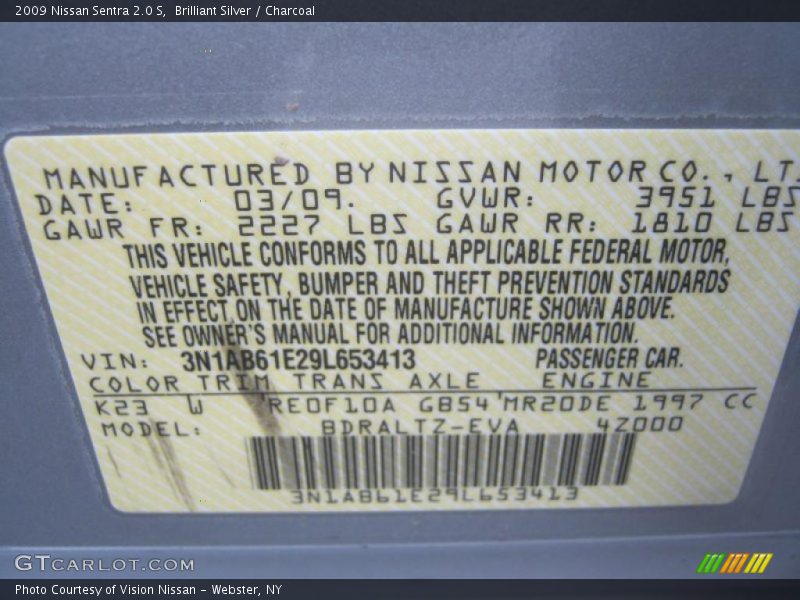 2009 Nissan Sentra 2.0 S,  Brilliant Silver / Charcoal
MANUFACTURED BY NISSAN MOTOR CO., LT
DATE: 03/09. GVWR: 3951 LBS
GAWR FR: 2227 LBS GAWR RR: 1810 LBS
THIS VEHICLE CONFORMS TO ALL APPLICABLE FEDERAL MOTOR,
VEHICLE SAFETY, BUMPER AND THEFT PREVENTION STANDARDS
IN EFFECT ON THE DATE OF MANUFACTURE SHOWN ABOVE.
SEE OWNER'S MANUAL FOR ADDITIONAL INFORMATION.
VIN: 3N1AB61E29L653413 PASSENGER CAR.
COLOR TRIM TRANS AXLE ENGINE
K23 W RE0F10A GB54 MR20DE 1997 CC
MODEL: BDRALTZ-EVA 4Z000
3N1AB61E29L653413
GTCARLOT.COM
Photo Courtesy of Vision Nissan - Webster, NY